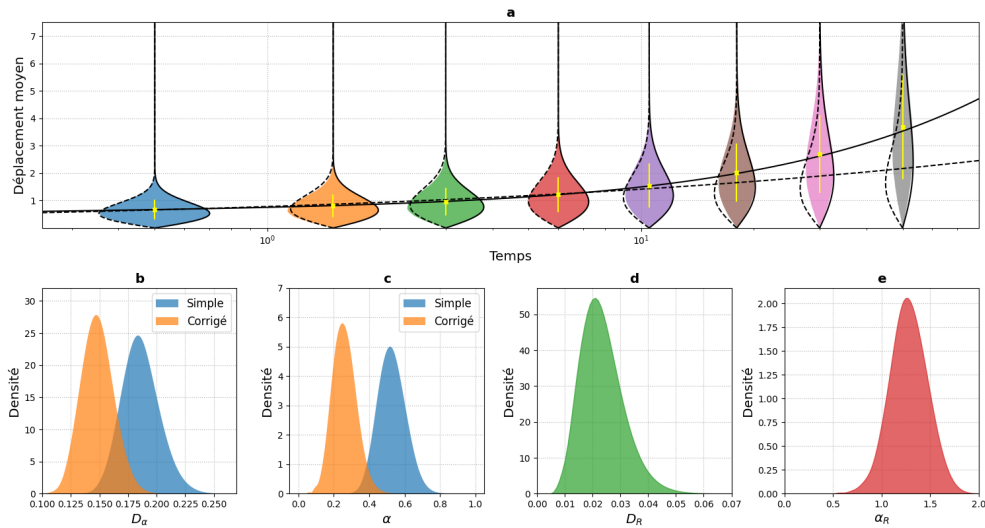 a
Déplacement moyen
7
6
5
4
3
2
1
10⁰
10¹
Temps
b
Densité
30
25
20
15
10
5
0
Simple
Corrigé
0.100 0.125 0.150 0.175 0.200 0.225 0.250
Dα
c
Densité
7
6
5
4
3
2
1
0
Simple
Corrigé
0.0 0.2 0.4 0.6 0.8 1.0
α
d
Densité
50
40
30
20
10
0
0.00 0.01 0.02 0.03 0.04 0.05 0.06 0.07
D_R
e
Densité
2.00
1.75
1.50
1.25
1.00
0.75
0.50
0.25
0.00
0.0 0.5 1.0 1.5 2.0
α_R